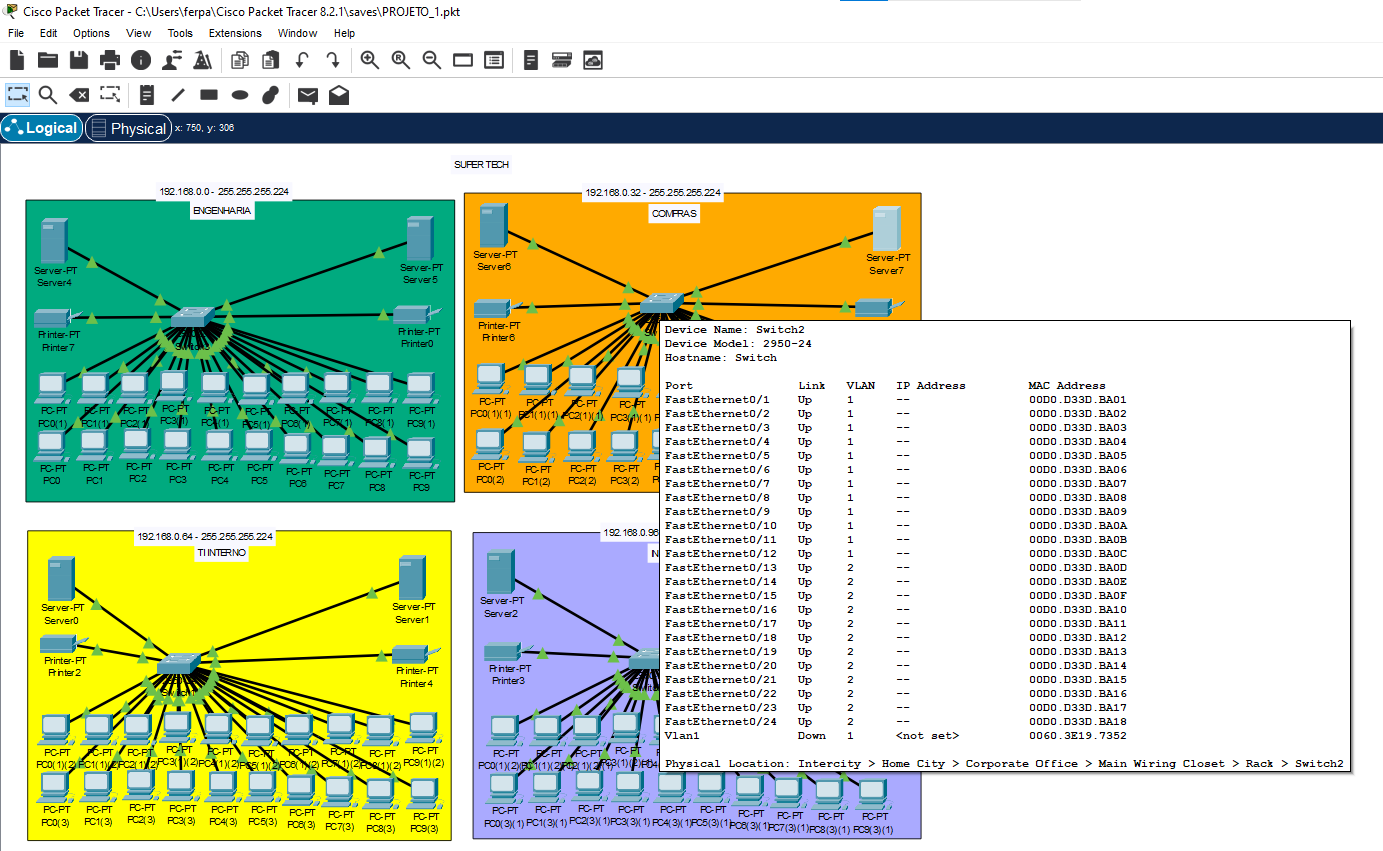 Cisco Packet Tracer - C:\Users\ferpa\Cisco Packet Tracer 8.2.1\saves\PROJETO_1.pkt
File Edit Options View Tools Extensions Window Help
Logical Physical x: 750, y: 306
SUPER TECH
192.168.0.0 - 255.255.255.224
ENGENHARIA
Server-PT
Server4
Server-PT
Server5
Printer-PT
Printer7
Printer-PT
Printer0
PC-PT PC-PT PC-PT PC-PT PC-PT PC-PT PC-PT PC-PT PC-PT PC-PT
PC0(1) PC1(1) PC2(1) PC3(1) PC4(1) PC5(1) PC6(1) PC7(1) PC8(1) PC9(1)
PC-PT PC-PT PC-PT PC-PT PC-PT PC-PT PC-PT PC-PT PC-PT PC-PT
PC0 PC1 PC2 PC3 PC4 PC5 PC6 PC7 PC8 PC9
192.168.0.32 - 255.255.255.224
COMPRAS
Server-PT
Server6
Server-PT
Server7
Printer-PT
Printer6
PC-PT PC-PT PC-PT PC-PT
PC0(1)(1) PC1(1)(1) PC2(1)(1) PC3(1)
PC-PT PC-PT PC-PT PC-PT
PC0(2) PC1(2) PC2(2) PC3(2)
Device Name: Switch2
Device Model: 2950-24
Hostname: Switch
Port Link VLAN IP Address MAC Address
FastEthernet0/1 Up 1 -- 00D0.D33D.BA01
FastEthernet0/2 Up 1 -- 00D0.D33D.BA02
FastEthernet0/3 Up 1 -- 00D0.D33D.BA03
FastEthernet0/4 Up 1 -- 00D0.D33D.BA04
FastEthernet0/5 Up 1 -- 00D0.D33D.BA05
FastEthernet0/6 Up 1 -- 00D0.D33D.BA06
FastEthernet0/7 Up 1 -- 00D0.D33D.BA07
FastEthernet0/8 Up 1 -- 00D0.D33D.BA08
FastEthernet0/9 Up 1 -- 00D0.D33D.BA09
FastEthernet0/10 Up 1 -- 00D0.D33D.BA0A
FastEthernet0/11 Up 1 -- 00D0.D33D.BA0B
FastEthernet0/12 Up 1 -- 00D0.D33D.BA0C
FastEthernet0/13 Up 2 -- 00D0.D33D.BA0D
FastEthernet0/14 Up 2 -- 00D0.D33D.BA0E
FastEthernet0/15 Up 2 -- 00D0.D33D.BA0F
FastEthernet0/16 Up 2 -- 00D0.D33D.BA10
FastEthernet0/17 Up 2 -- 00D0.D33D.BA11
FastEthernet0/18 Up 2 -- 00D0.D33D.BA12
FastEthernet0/19 Up 2 -- 00D0.D33D.BA13
FastEthernet0/20 Up 2 -- 00D0.D33D.BA14
FastEthernet0/21 Up 2 -- 00D0.D33D.BA15
FastEthernet0/22 Up 2 -- 00D0.D33D.BA16
FastEthernet0/23 Up 2 -- 00D0.D33D.BA17
FastEthernet0/24 Up 2 -- 00D0.D33D.BA18
Vlan1 Down 1 <not set> 0060.3E19.7352
Physical Location: Intercity > Home City > Corporate Office > Main Wiring Closet > Rack > Switch2
192.168.0.64 - 255.255.255.224
TI INTERNO
Server-PT
Server0
Server-PT
Server1
Printer-PT
Printer2
Printer-PT
Printer4
Switch1
PC-PT PC-PT PC-PT PC-PT PC-PT PC-PT PC-PT PC-PT PC-PT PC-PT
PC0(1)(2) PC1(1)(2) PC2(1)(2) PC3(1)(2) PC4(1)(2) PC5(1)(2) PC6(1)(2) PC7(1)(2) PC8(1)(2) PC9(1)(2)
PC-PT PC-PT PC-PT PC-PT PC-PT PC-PT PC-PT PC-PT PC-PT PC-PT
PC0(3) PC1(3) PC2(3) PC3(3) PC4(3) PC5(3) PC6(3) PC7(3) PC8(3) PC9(3)
192.168.0.96
Server-PT
Server2
Printer-PT
Printer3
PC-PT PC-PT PC-PT PC-PT
PC-PT PC-PT PC-PT PC-PT PC-PT PC-PT PC-PT PC-PT PC-PT PC-PT
PC0(3)(1) PC1(3)(1) PC2(3)(1) PC3(3)(1) PC4(3)(1) PC5(3)(1) PC6(3)(1) PC7(3)(1) PC8(3)(1) PC9(3)(1)